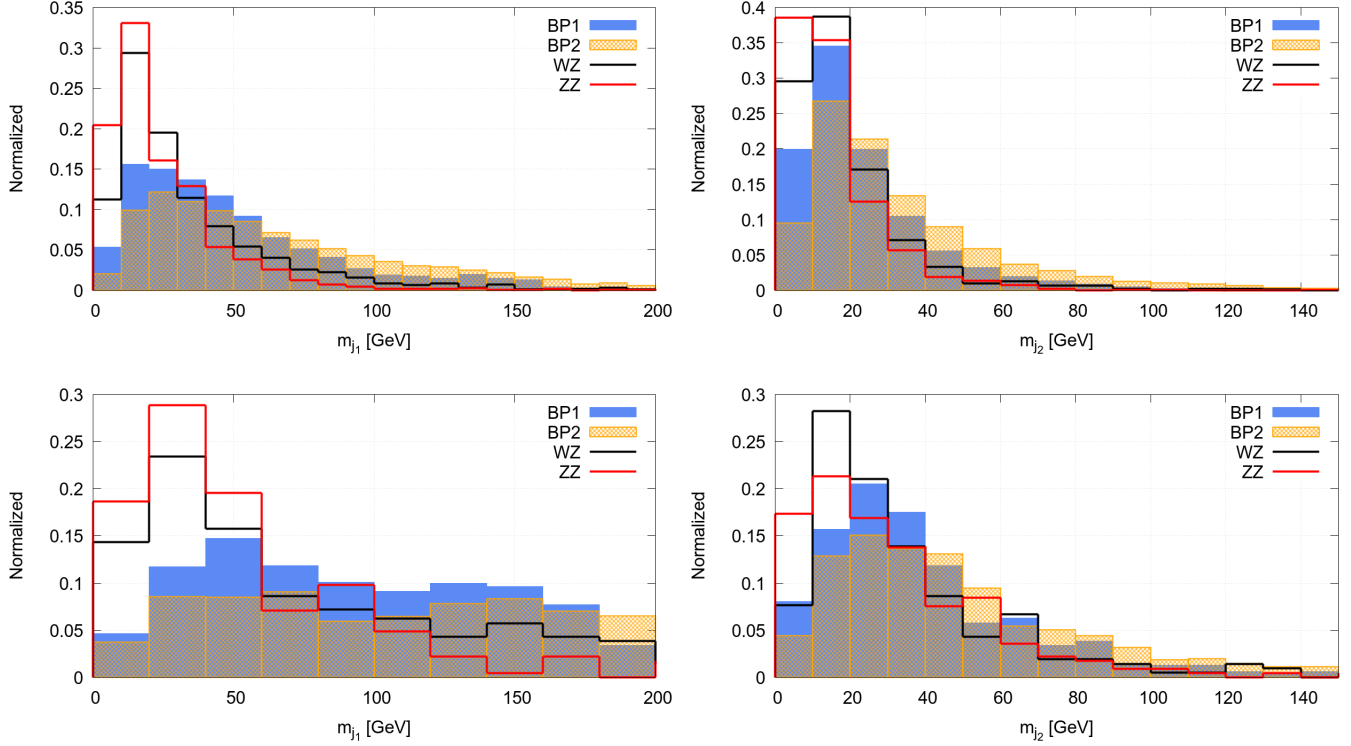 Normalized
0.35
0.3
0.25
0.2
0.15
0.1
0.05
0
0 50 100 150 200
m_{j_1} [GeV]
BP1
BP2
WZ
ZZ
Normalized
0.4
0.35
0.3
0.25
0.2
0.15
0.1
0.05
0
0 20 40 60 80 100 120 140
m_{j_2} [GeV]
BP1
BP2
WZ
ZZ
Normalized
0.3
0.25
0.2
0.15
0.1
0.05
0
0 50 100 150 200
m_{j_1} [GeV]
BP1
BP2
WZ
ZZ
Normalized
0.3
0.25
0.2
0.15
0.1
0.05
0
0 20 40 60 80 100 120 140
m_{j_2} [GeV]
BP1
BP2
WZ
ZZ